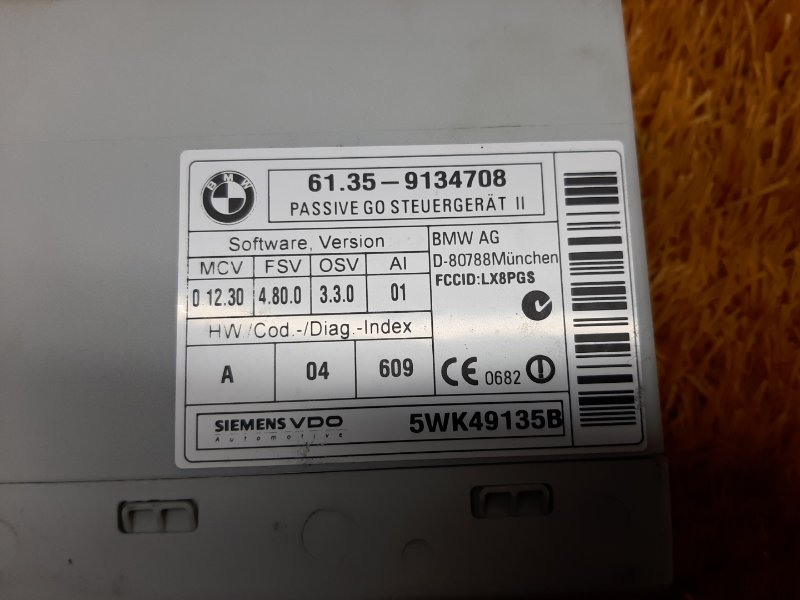 BMW
61.35-9134708
PASSIVE GO STEUERGERÄT II
Software, Version
MCV FSV OSV AI
0.12.30 4.80.0 3.3.0 01
HW./Cod.-/Diag.-Index
A 04 609
BMW AG
D-80788München
FCCID:LX8PGS
CE 0682
SIEMENS VDO
Automotive
5WK49135B